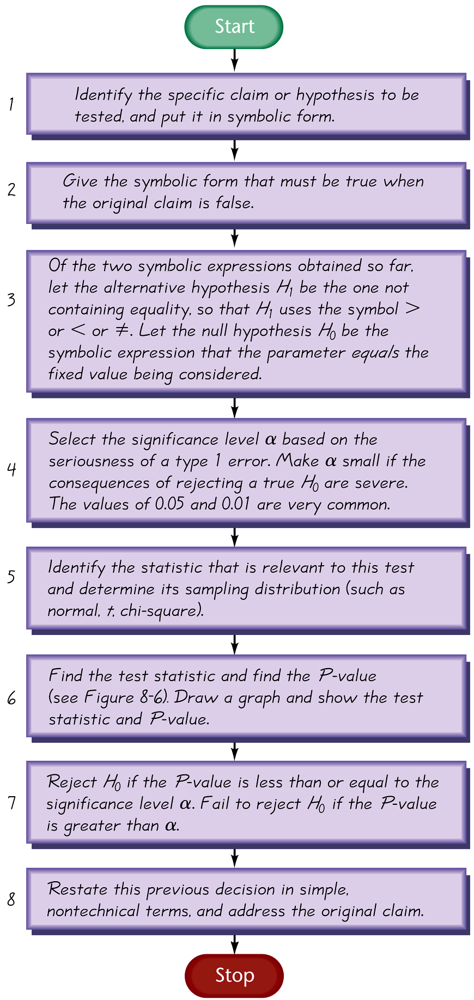 Start
1
Identify the specific claim or hypothesis to be
tested, and put it in symbolic form.
2
Give the symbolic form that must be true when
the original claim is false.
3
Of the two symbolic expressions obtained so far,
let the alternative hypothesis H₁ be the one not
containing equality, so that H₁ uses the symbol >
or < or ≠. Let the null hypothesis H₀ be the
symbolic expression that the parameter equals the
fixed value being considered.
4
Select the significance level α based on the
seriousness of a type 1 error. Make α small if the
consequences of rejecting a true H₀ are severe.
The values of 0.05 and 0.01 are very common.
5
Identify the statistic that is relevant to this test
and determine its sampling distribution (such as
normal, t, chi-square).
6
Find the test statistic and find the P-value
(see Figure 8-6). Draw a graph and show the test
statistic and P-value.
7
Reject H₀ if the P-value is less than or equal to the
significance level α. Fail to reject H₀ if the P-value
is greater than α.
8
Restate this previous decision in simple,
nontechnical terms, and address the original claim.
Stop